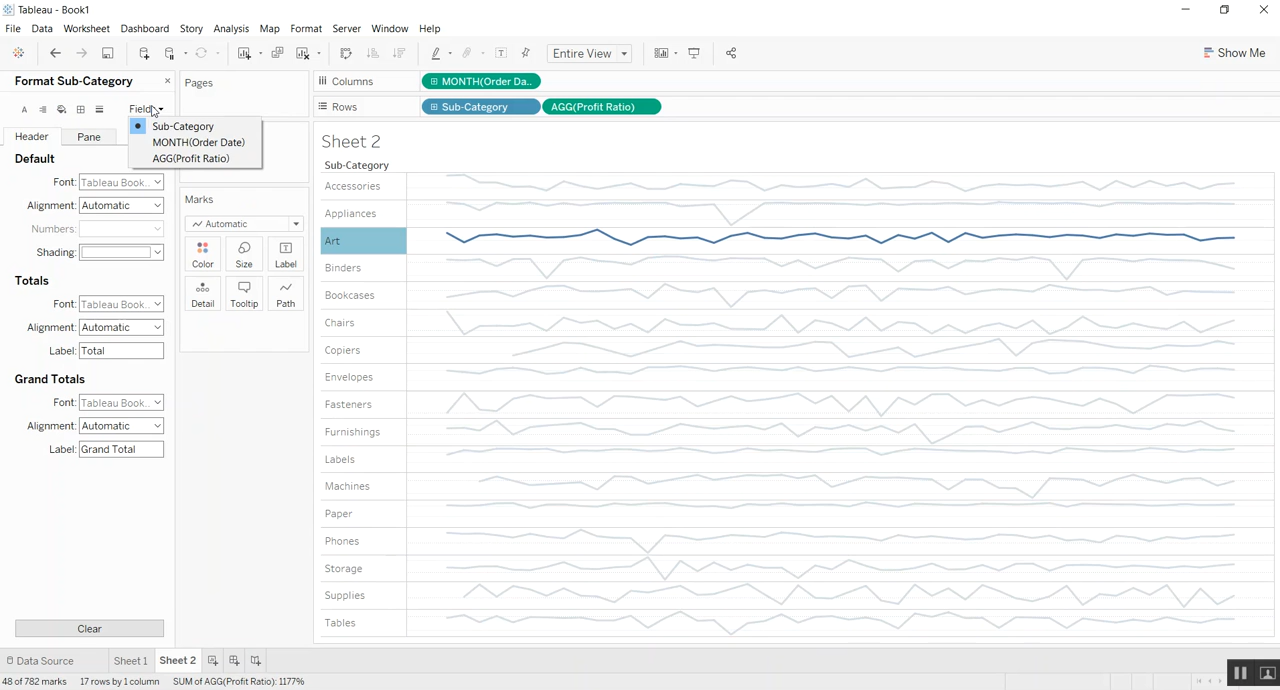 Tableau - Book1
File Data Worksheet Dashboard Story Analysis Map Format Server Window Help
Entire View
Show Me
Format Sub-Category
Fields
Sub-Category
MONTH(Order Date)
AGG(Profit Ratio)
Header Pane
Default
Font: Tableau Book..
Alignment: Automatic
Numbers:
Shading:
Totals
Font: Tableau Book..
Alignment: Automatic
Label: Total
Grand Totals
Font: Tableau Book..
Alignment: Automatic
Label: Grand Total
Clear
Pages
Marks
Automatic
Color Size Label
Detail Tooltip Path
Columns MONTH(Order Da..
Rows Sub-Category AGG(Profit Ratio)
Sheet 2
Sub-Category
Accessories
Appliances
Art
Binders
Bookcases
Chairs
Copiers
Envelopes
Fasteners
Furnishings
Labels
Machines
Paper
Phones
Storage
Supplies
Tables
Data Source Sheet 1 Sheet 2
48 of 782 marks 17 rows by 1 column SUM of AGG(Profit Ratio): 1177%